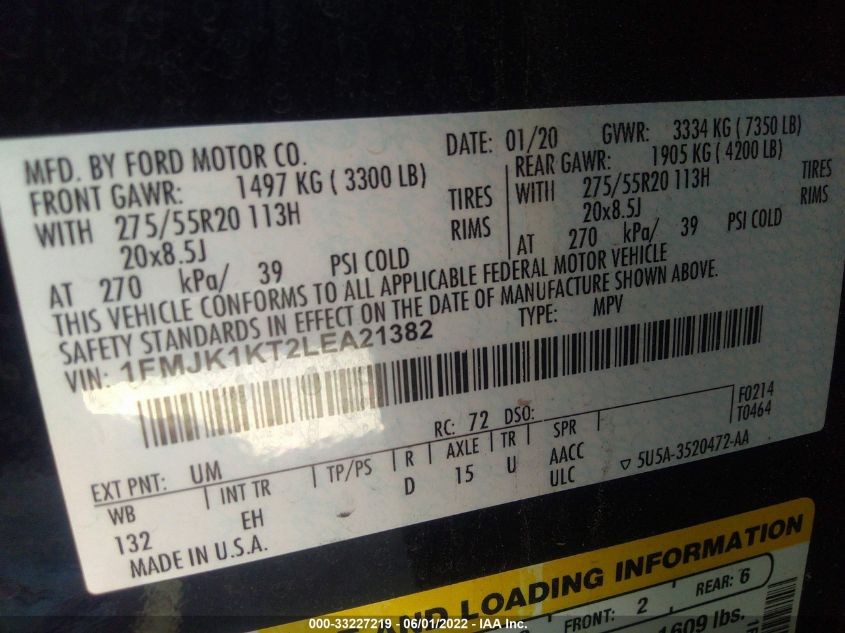 MFD. BY FORD MOTOR CO.
DATE: 01/20 GVWR: 3334 KG ( 7350 LB)
FRONT GAWR: 1497 KG ( 3300 LB)
REAR GAWR: 1905 KG ( 4200 LB)
WITH 275/55R20 113H TIRES
WITH 275/55R20 113H TIRES
20x8.5J RIMS
20x8.5J RIMS
AT 270 kPa/ 39 PSI COLD
AT 270 kPa/ 39 PSI COLD
THIS VEHICLE CONFORMS TO ALL APPLICABLE FEDERAL MOTOR VEHICLE
SAFETY STANDARDS IN EFFECT ON THE DATE OF MANUFACTURE SHOWN ABOVE.
VIN: 1FMJK1KT2LEA21382
TYPE: MPV
F0214
T0464
EXT PNT: UM RC: 72 DSO:
WB INT TR TP/PS R AXLE TR SPR
132 EH D 15 U AACC
ULC
5U5A-3520472-AA
MADE IN U.S.A.
AND LOADING INFORMATION
FRONT: 2 REAR: 6
1609 lbs.
000-33227219 - 06/01/2022 - IAA Inc.